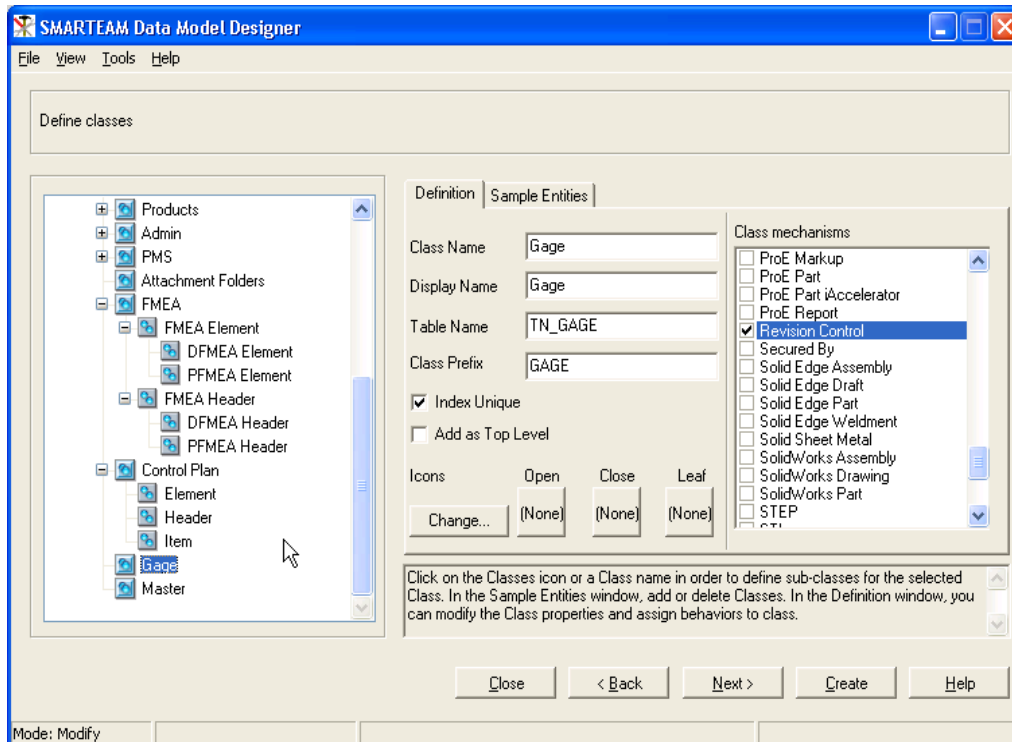 SMARTEAM Data Model Designer
File View Tools Help
Define classes
Products
Admin
PMS
Attachment Folders
FMEA
FMEA Element
DFMEA Element
PFMEA Element
FMEA Header
DFMEA Header
PFMEA Header
Control Plan
Element
Header
Item
Gage
Master
Definition
Sample Entities
Class Name
Gage
Display Name
Gage
Table Name
TN_GAGE
Class Prefix
GAGE
Index Unique
Add as Top Level
Icons
Open
Close
Leaf
Change...
(None)
(None)
(None)
Class mechanisms
ProE Markup
ProE Part
ProE Part iAccelerator
ProE Report
Revision Control
Secured By
Solid Edge Assembly
Solid Edge Draft
Solid Edge Part
Solid Edge Weldment
Solid Sheet Metal
SolidWorks Assembly
SolidWorks Drawing
SolidWorks Part
STEP
Click on the Classes icon or a Class name in order to define sub-classes for the selected
Class. In the Sample Entities window, add or delete Classes. In the Definition window, you
can modify the Class properties and assign behaviors to class.
Close
< Back
Next >
Create
Help
Mode: Modify